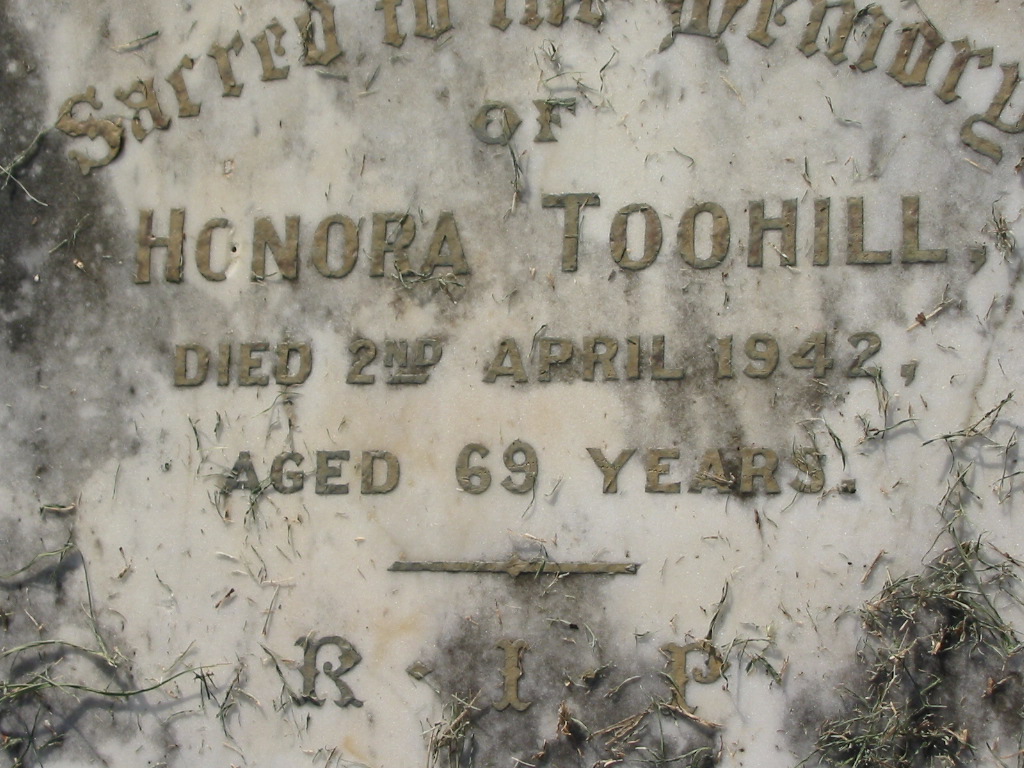 Sacred to the Memory
OF
HONORA TOOHILL,
DIED 2ND APRIL 1942,
AGED 69 YEARS.
R · I P